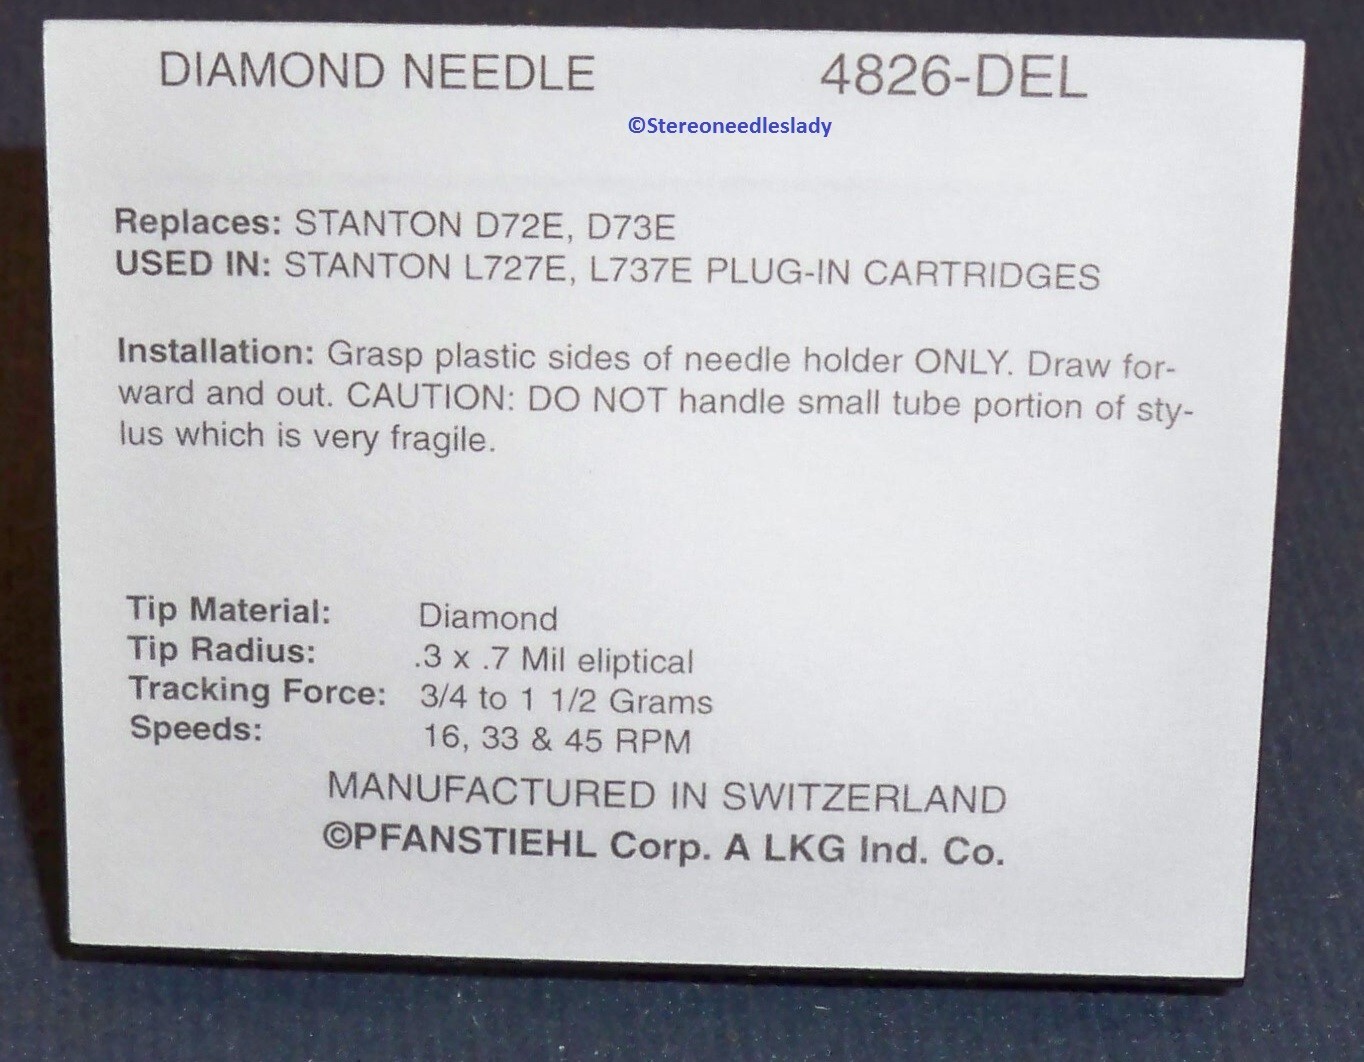 DIAMOND NEEDLE 4826-DEL
©Stereoneedleslady
Replaces: STANTON D72E, D73E
USED IN: STANTON L727E, L737E PLUG-IN CARTRIDGES
Installation: Grasp plastic sides of needle holder ONLY. Draw for-
ward and out. CAUTION: DO NOT handle small tube portion of sty-
lus which is very fragile.
Tip Material: Diamond
Tip Radius: .3 x .7 Mil eliptical
Tracking Force: 3/4 to 1 1/2 Grams
Speeds: 16, 33 & 45 RPM
MANUFACTURED IN SWITZERLAND
©PFANSTIEHL Corp. A LKG Ind. Co.